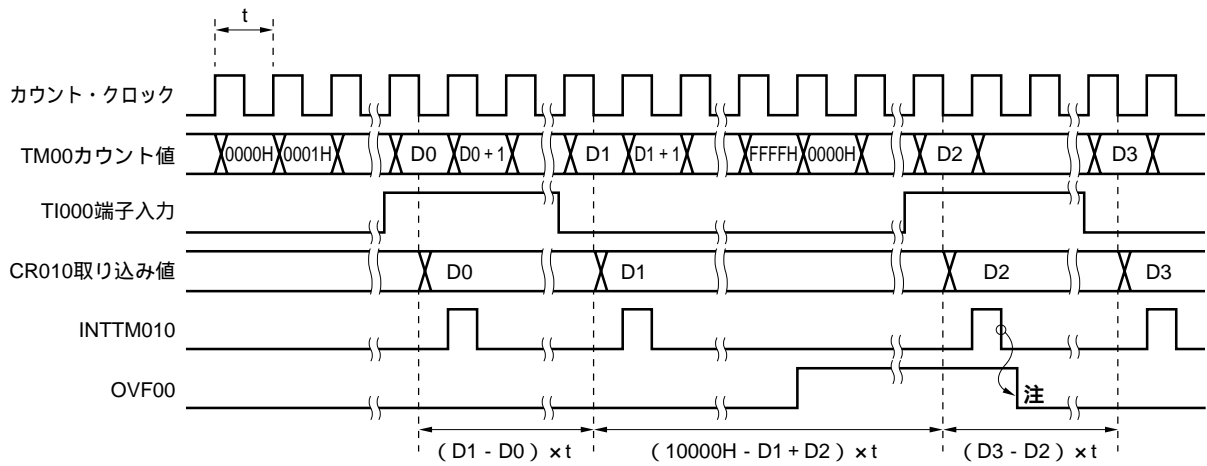 t
カウント・クロック
TM00カウント値 0000H 0001H D0 D0 + 1 D1 D1 + 1 FFFFH 0000H D2 D3
TI000端子入力
CR010取り込み値 D0 D1 D2 D3
INTTM010
OVF00 注
（D1 - D0）× t （10000H - D1 + D2）× t （D3 - D2）× t